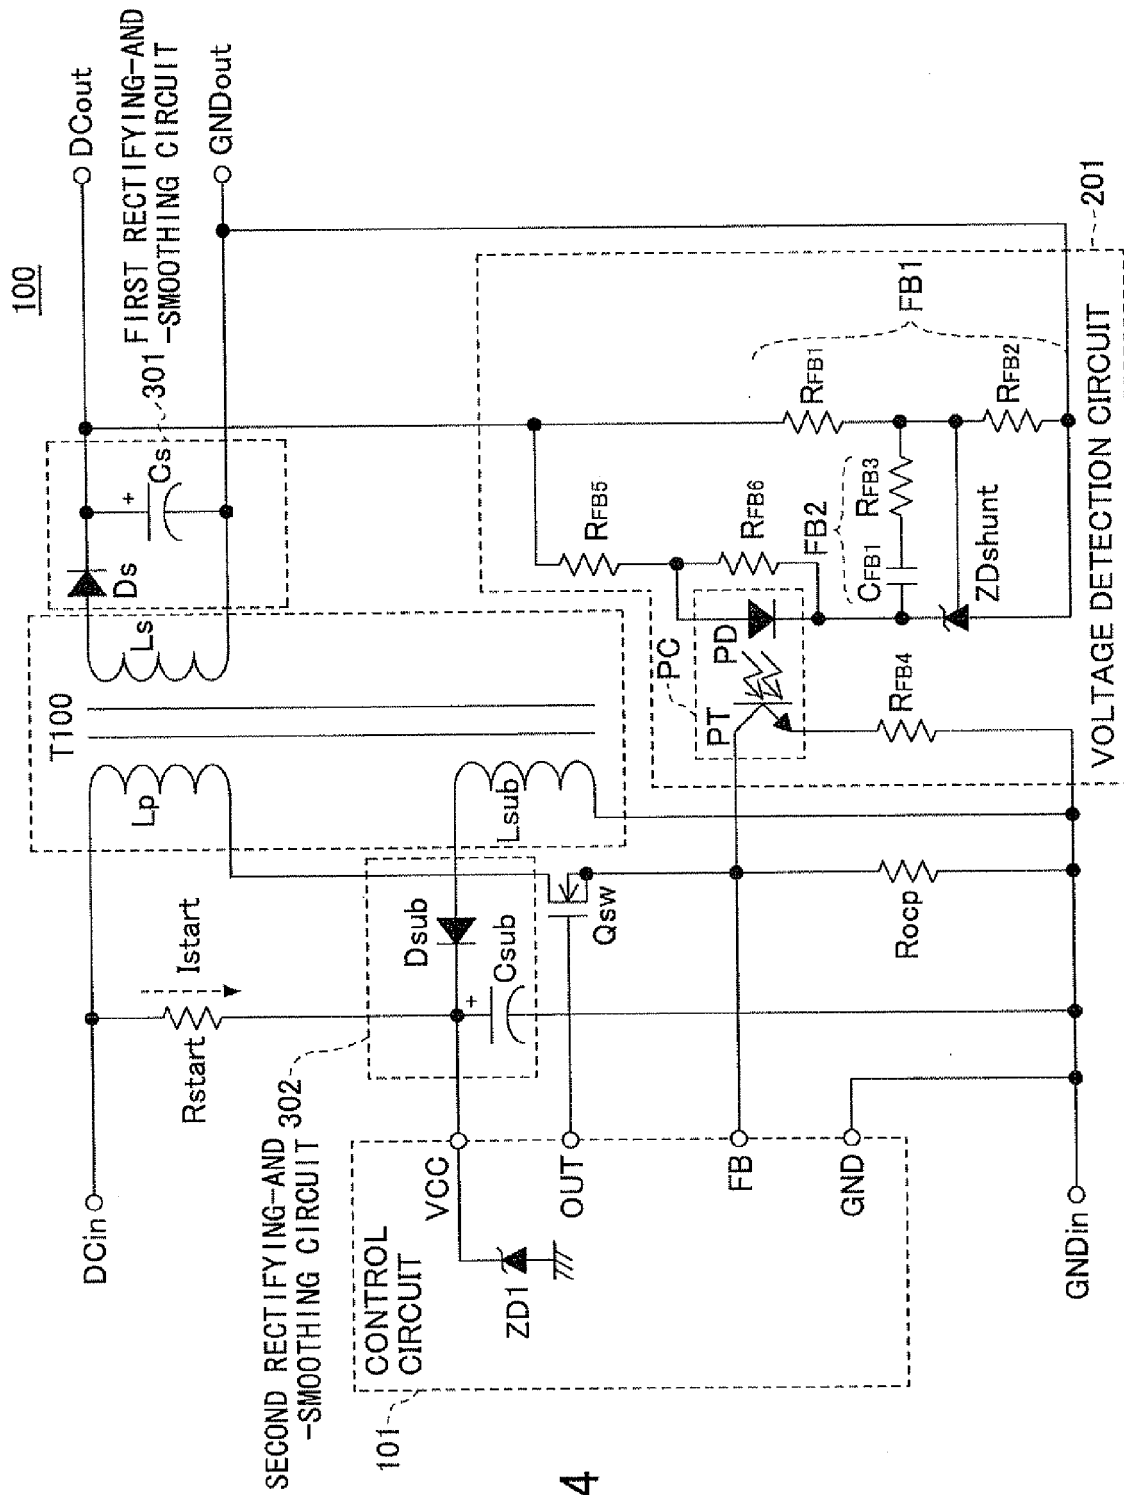 100
DCin
DCout
GNDout
301 FIRST RECTIFYING-AND
-SMOOTHING CIRCUIT
T100
Lp
Ls
Ds
Cs
+
Rstart
Istart
SECOND RECTIFYING-AND
-SMOOTHING CIRCUIT 302
Dsub
Csub
+
Lsub
Qsw
101
CONTROL
CIRCUIT
ZD1
VCC
OUT
FB
GND
Rocp
GNDin
PC
PT
PD
RFB5
RFB6
FB2
CFB1
RFB3
RFB4
ZDshunt
RFB1
RFB2
FB1
VOLTAGE DETECTION CIRCUIT
201
4